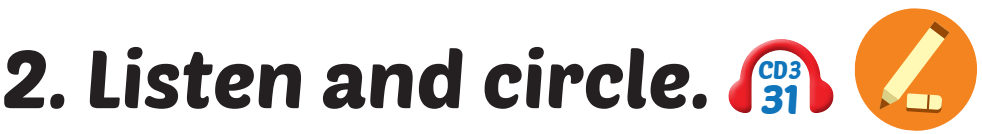 2. Listen and circle. CD3
31